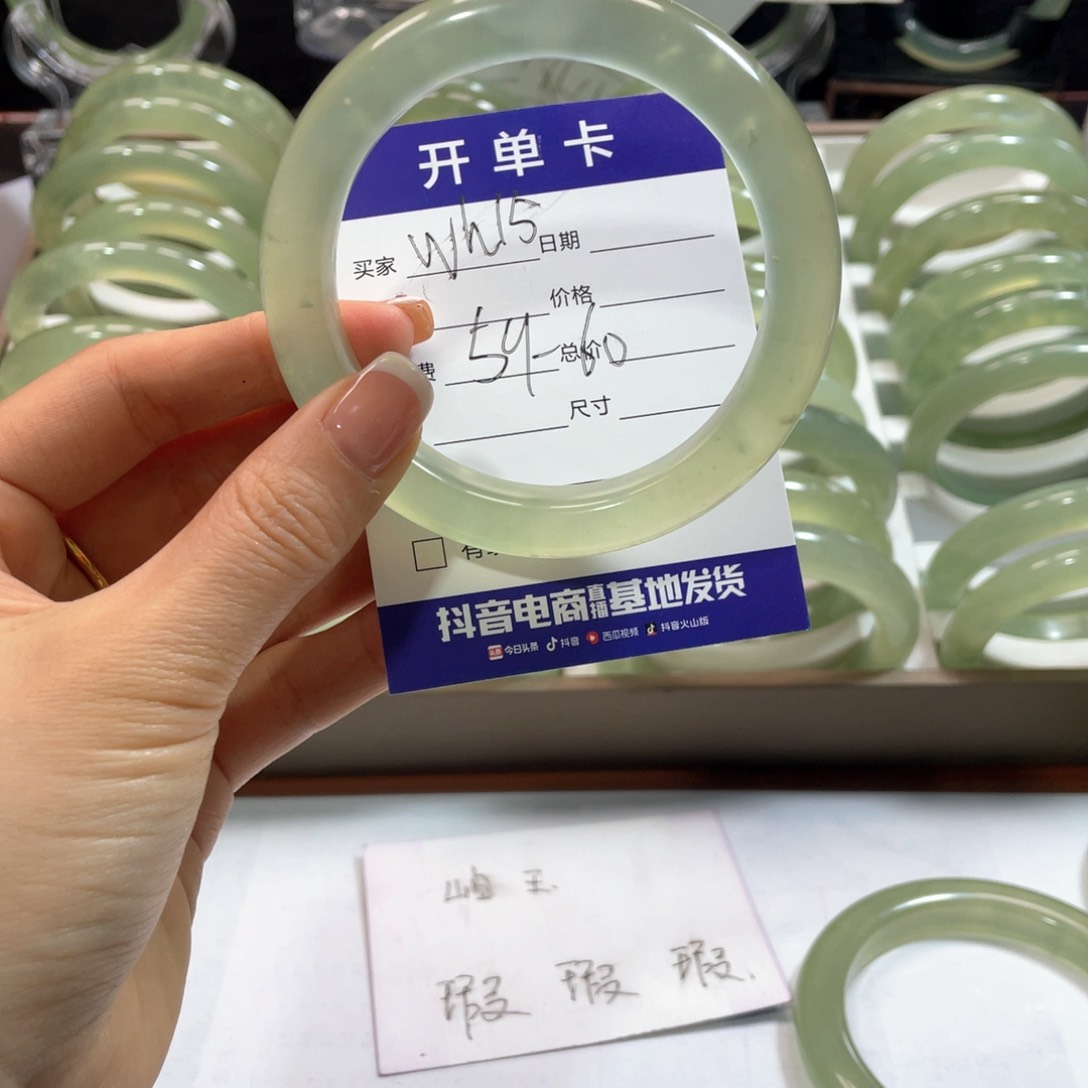 开单卡
买家 日期
价格
费 59-60 总价
尺寸
抖音电商直播基地发货
今日头条 抖音 西瓜视频 抖音火山版
岫玉
瑕 瑕 瑕.